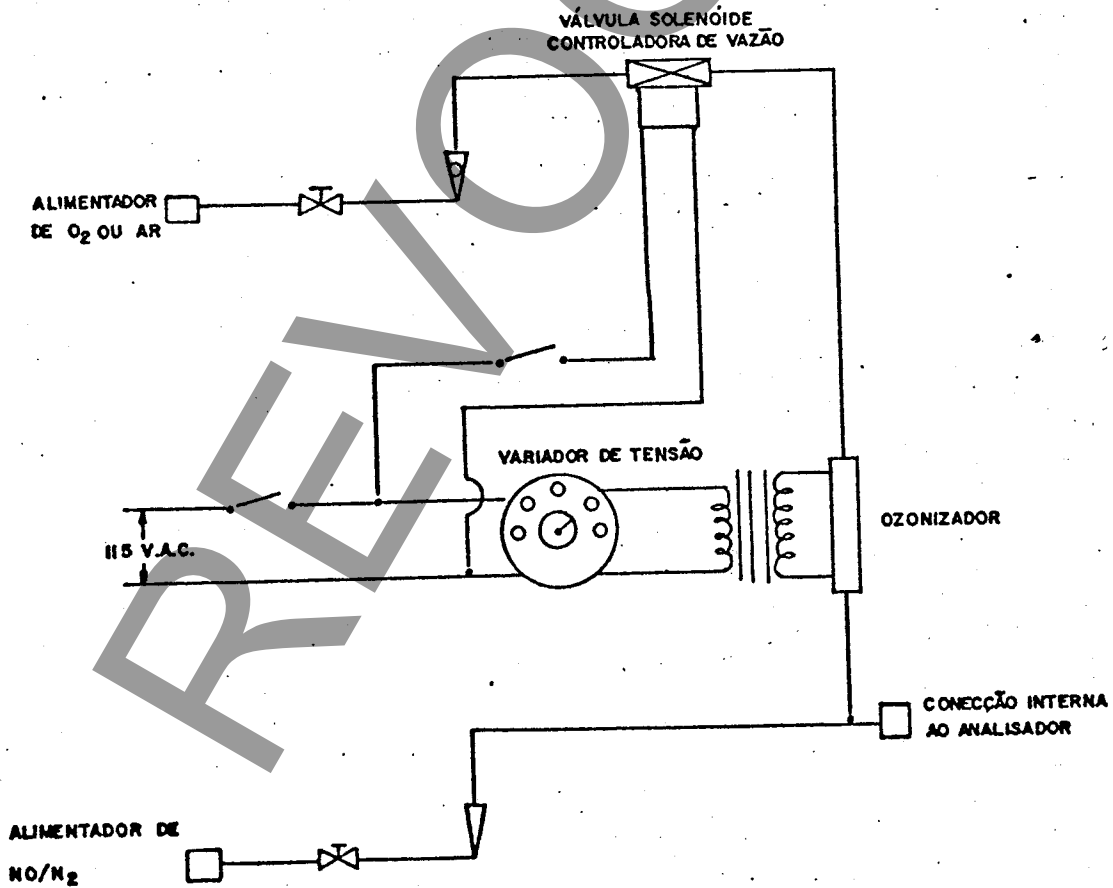 VÁLVULA SOLENÓIDE
CONTROLADORA DE VAZÃO
ALIMENTADOR
DE O₂ OU AR
VARIADOR DE TENSÃO
115 V.A.C.
OZONIZADOR
CONECÇÃO INTERNA
AO ANALISADOR
ALIMENTADOR DE
NO/N₂
REVO